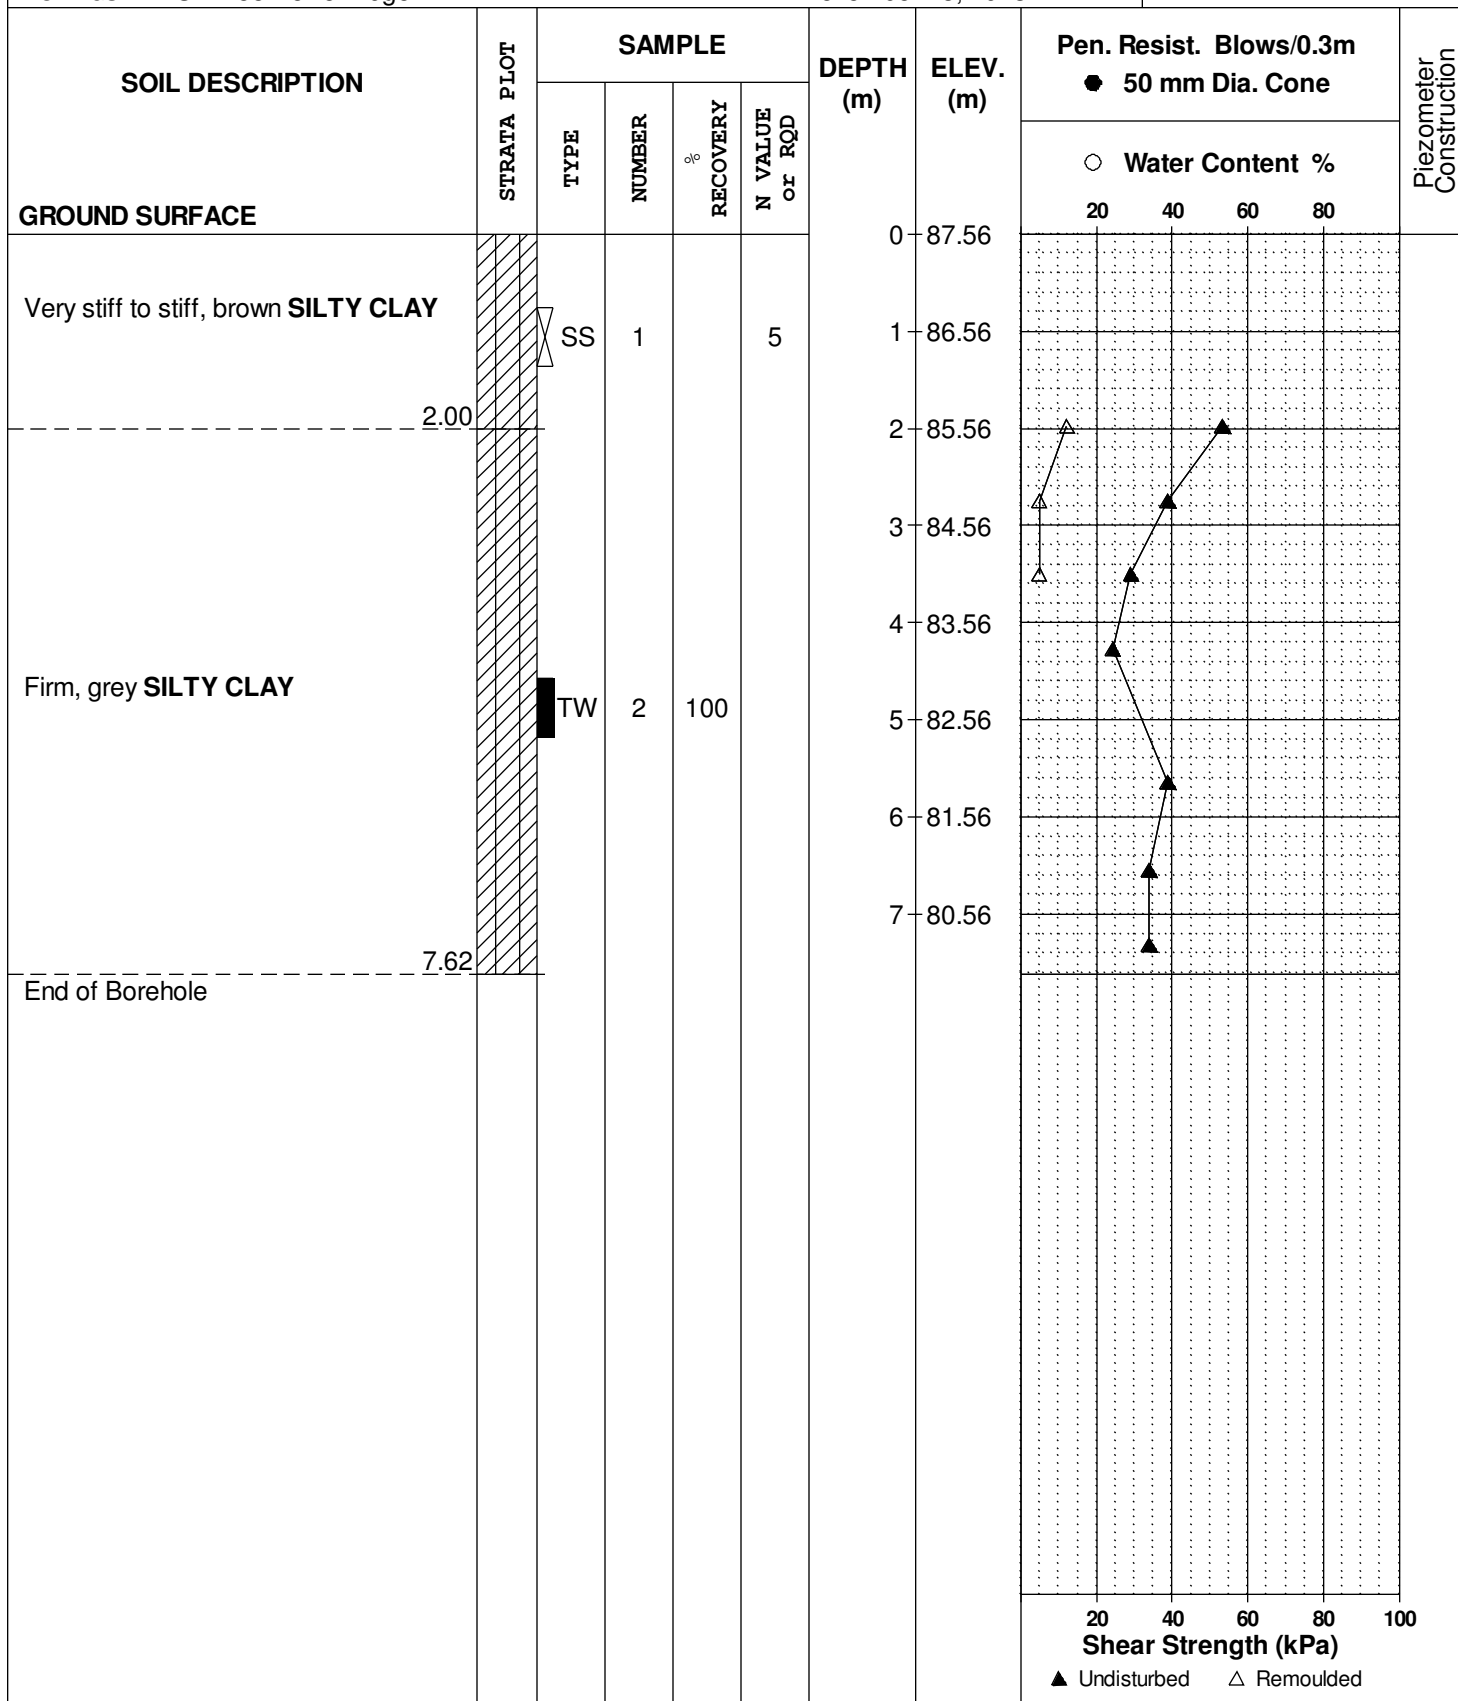 SOIL DESCRIPTION
GROUND SURFACE
STRATA PLOT
SAMPLE
TYPE
NUMBER
%
RECOVERY
N VALUE
or RQD
DEPTH
(m)
ELEV.
(m)
Pen. Resist. Blows/0.3m
● 50 mm Dia. Cone
○ Water Content %
20 40 60 80
Piezometer
Construction
0 87.56
Very stiff to stiff, brown SILTY CLAY
SS 1 5
1 86.56
2.00
2 85.56
3 84.56
4 83.56
Firm, grey SILTY CLAY
TW 2 100
5 82.56
6 81.56
7 80.56
7.62
End of Borehole
20 40 60 80 100
Shear Strength (kPa)
▲ Undisturbed △ Remoulded